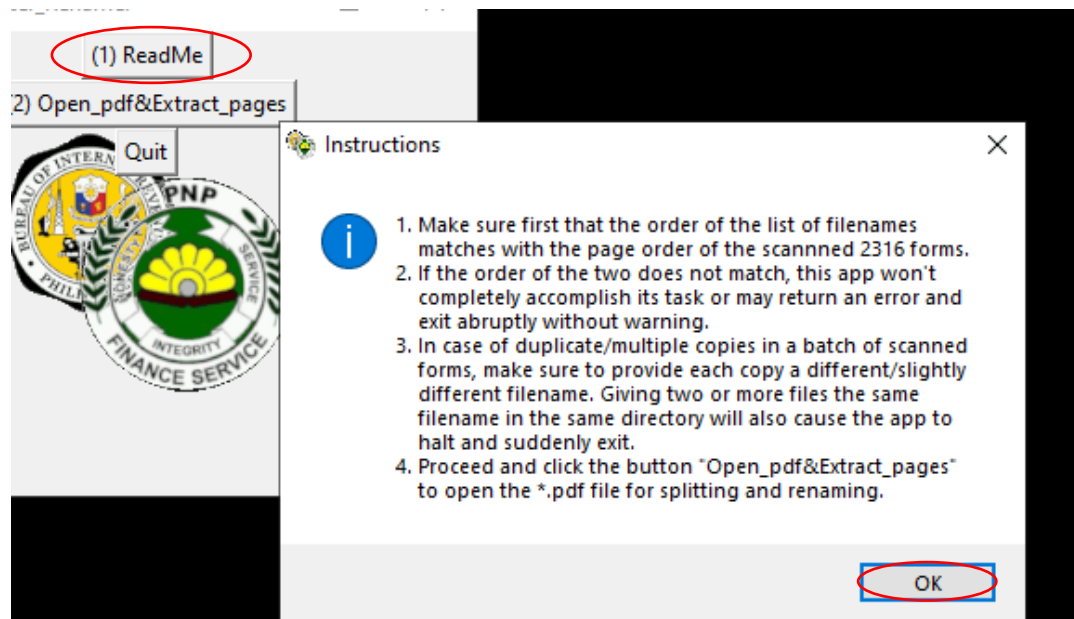 (1) ReadMe
2) Open_pdf&Extract_pages
Quit
BUREAU OF INTERN
PNP
HONESTY
SERVICE
INTEGRITY
FINANCE SERVICE
Instructions
1. Make sure first that the order of the list of filenames
matches with the page order of the scannned 2316 forms.
2. If the order of the two does not match, this app won't
completely accomplish its task or may return an error and
exit abruptly without warning.
3. In case of duplicate/multiple copies in a batch of scanned
forms, make sure to provide each copy a different/slightly
different filename. Giving two or more files the same
filename in the same directory will also cause the app to
halt and suddenly exit.
4. Proceed and click the button "Open_pdf&Extract_pages"
to open the *.pdf file for splitting and renaming.
OK